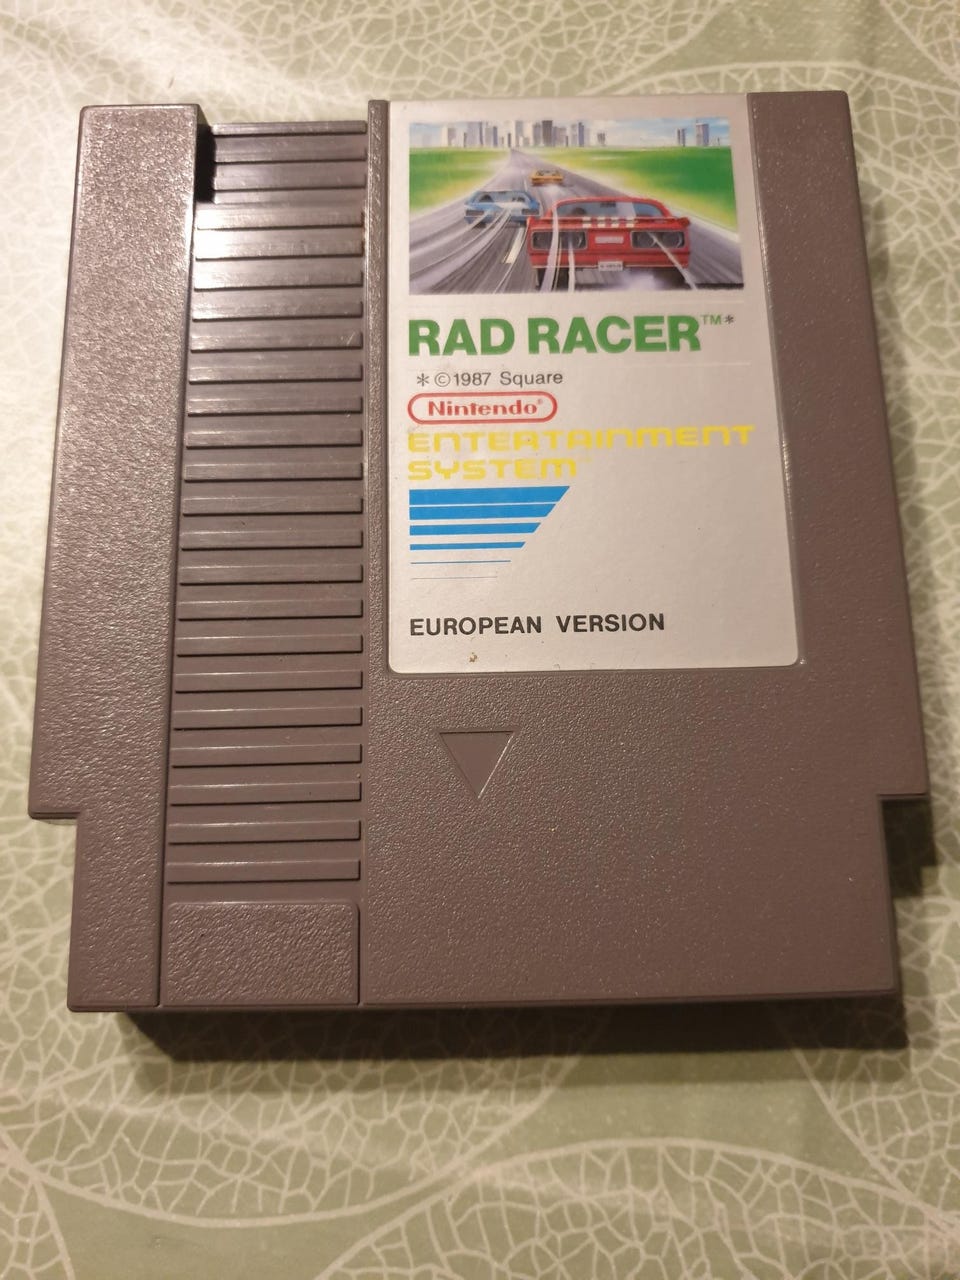 RAD RACER™*
*©1987 Square
Nintendo®
ENTERTAINMENT
SYSTEM™
EUROPEAN VERSION